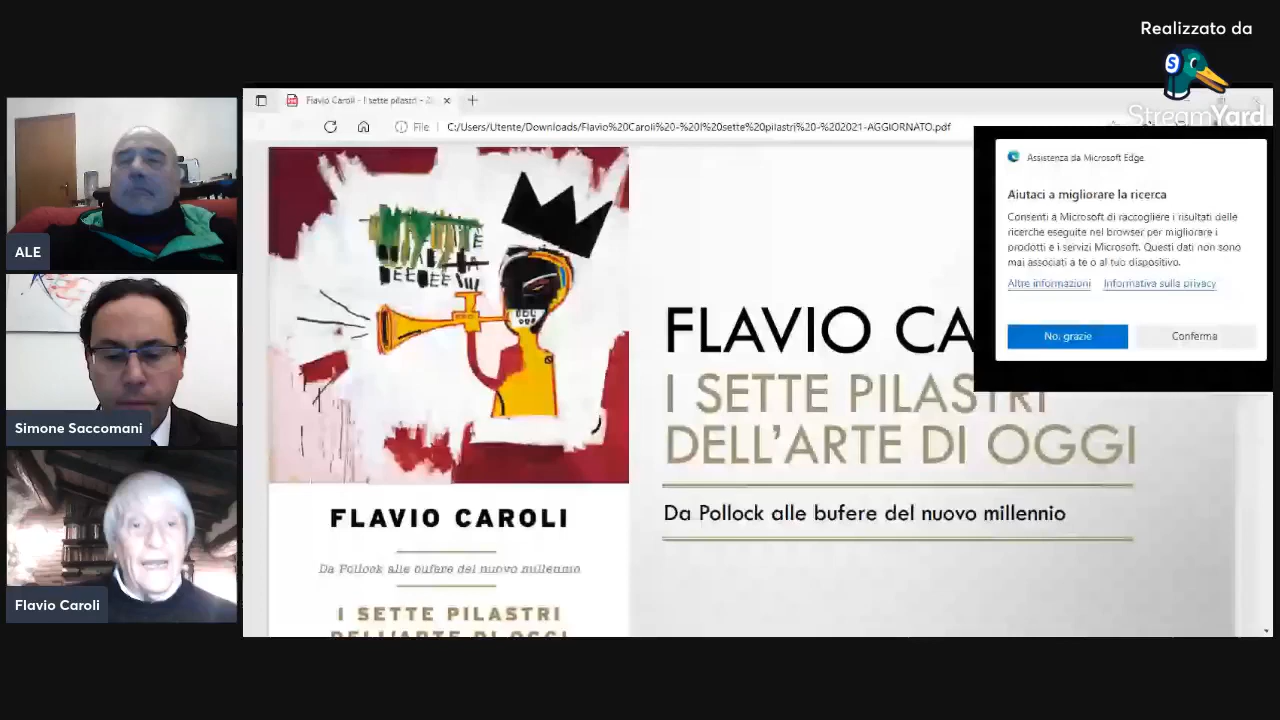 Realizzato da
StreamYard
Flavio Caroli - I sette pilastri -
File
C:/Users/Utente/Downloads/Flavio%20Caroli%20-%20I%20sette%20pilastri%20-%202021-AGGIORNATO.pdf
Assistenza da Microsoft Edge
Aiutaci a migliorare la ricerca
Consenti a Microsoft di raccogliere i risultati delle
ricerche eseguite nel browser per migliorare i
prodotti e i servizi Microsoft. Questi dati non sono
mai associati a te o al tuo dispositivo.
Altre informazioni Informativa sulla privacy
No, grazie Conferma
ALE
Simone Saccomani
Flavio Caroli
FLAVIO CAROLI
Da Pollock alle bufere del nuovo millennio
I SETTE PILASTRI
DELL'ARTE DI OGGI
FLAVIO CA
I SETTE PILASTRI
DELL'ARTE DI OGGI
Da Pollock alle bufere del nuovo millennio